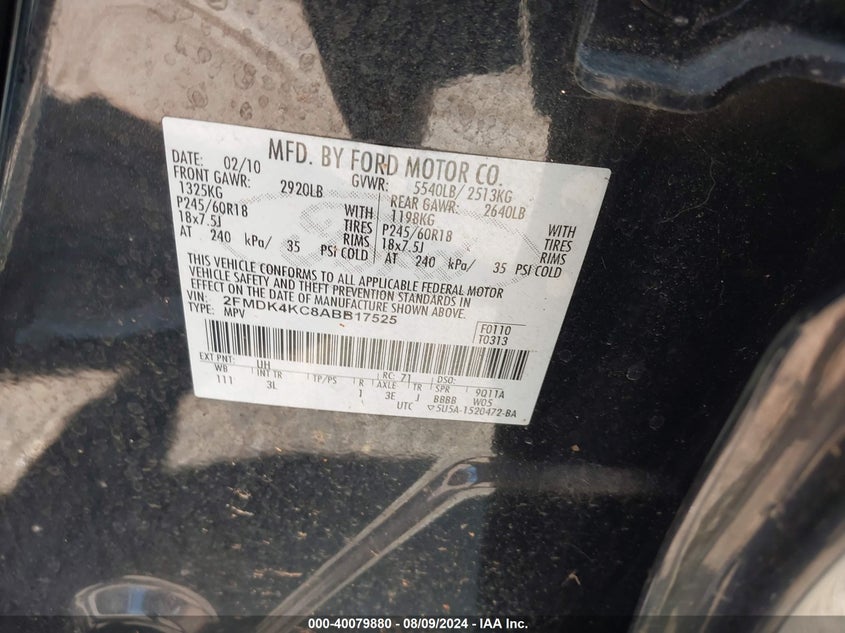 MFD. BY FORD MOTOR CO.
DATE: 02/10 GVWR: 5540LB/ 2513KG
FRONT GAWR: 2920LB REAR GAWR: 2640LB
1325KG 1198KG
P245/60R18 WITH TIRES P245/60R18 WITH TIRES
18x7.5J RIMS 18x7.5J RIMS
AT 240 kPa/ 35 PSI COLD AT 240 kPa/ 35 PSI COLD
THIS VEHICLE CONFORMS TO ALL APPLICABLE FEDERAL MOTOR
VEHICLE SAFETY AND THEFT PREVENTION STANDARDS IN
EFFECT ON THE DATE OF MANUFACTURE SHOWN ABOVE.
VIN: 2FMDK4KC8ABB17525
TYPE: MPV
F0110
T0313
EXT PNT: UH RC: 71 DSO:
WB INT TR TP/PS R AXLE TR SPR 9Q11A
111 3L 1 3E J BBBB W05
UTC 5U5A-1520472-BA
000-40079880 - 08/09/2024 - IAA Inc.